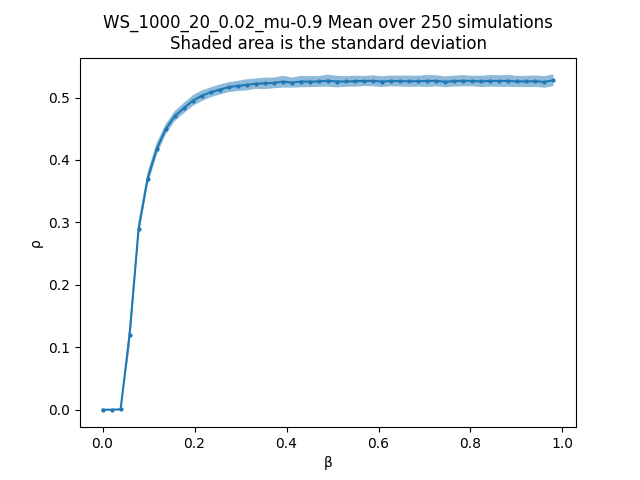 WS_1000_20_0.02_mu-0.9 Mean over 250 simulations
Shaded area is the standard deviation
0.5
0.4
0.3
0.2
0.1
0.0
ρ
0.0 0.2 0.4 0.6 0.8 1.0
β